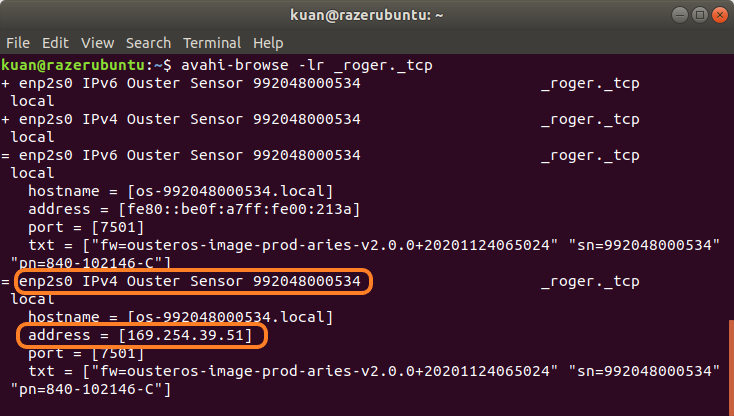 kuan@razerubuntu: ~
File Edit View Search Terminal Help
kuan@razerubuntu:~$ avahi-browse -lr _roger._tcp
+ enp2s0 IPv6 Ouster Sensor 992048000534 _roger._tcp
local
+ enp2s0 IPv4 Ouster Sensor 992048000534 _roger._tcp
local
= enp2s0 IPv6 Ouster Sensor 992048000534 _roger._tcp
local
hostname = [os-992048000534.local]
address = [fe80::be0f:a7ff:fe00:213a]
port = [7501]
txt = ["fw=ousteros-image-prod-aries-v2.0.0+20201124065024" "sn=992048000534"
"pn=840-102146-C"]
= enp2s0 IPv4 Ouster Sensor 992048000534 _roger._tcp
local
hostname = [os-992048000534.local]
address = [169.254.39.51]
port = [7501]
txt = ["fw=ousteros-image-prod-aries-v2.0.0+20201124065024" "sn=992048000534"
"pn=840-102146-C"]